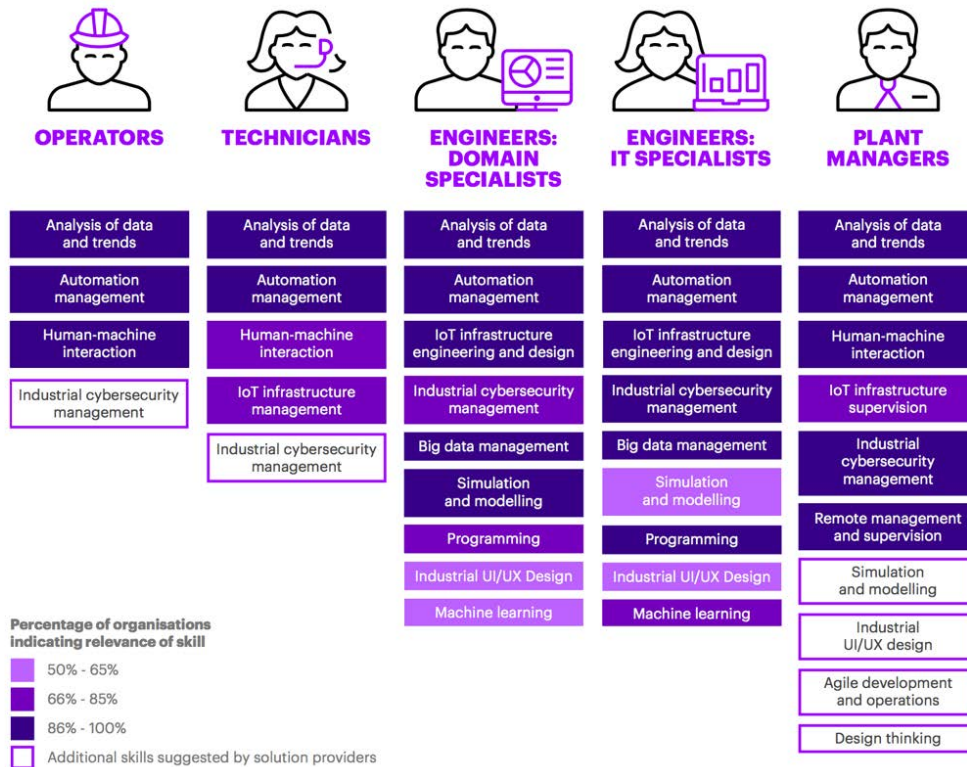 OPERATORS
TECHNICIANS
ENGINEERS:
DOMAIN
SPECIALISTS
ENGINEERS:
IT SPECIALISTS
PLANT
MANAGERS
Analysis of data
and trends
Automation
management
Human-machine
interaction
Industrial cybersecurity
management
Analysis of data
and trends
Automation
management
Human-machine
interaction
IoT infrastructure
management
Industrial cybersecurity
management
Analysis of data
and trends
Automation
management
IoT infrastructure
engineering and design
Industrial cybersecurity
management
Big data management
Simulation
and modelling
Programming
Industrial UI/UX Design
Machine learning
Analysis of data
and trends
Automation
management
IoT infrastructure
engineering and design
Industrial cybersecurity
management
Big data management
Simulation
and modelling
Programming
Industrial UI/UX Design
Machine learning
Analysis of data
and trends
Automation
management
Human-machine
interaction
IoT infrastructure
supervision
Industrial
cybersecurity
management
Remote management
and supervision
Simulation
and modelling
Industrial
UI/UX design
Agile development
and operations
Design thinking
Percentage of organisations
indicating relevance of skill
50% - 65%
66% - 85%
86% - 100%
Additional skills suggested by solution providers